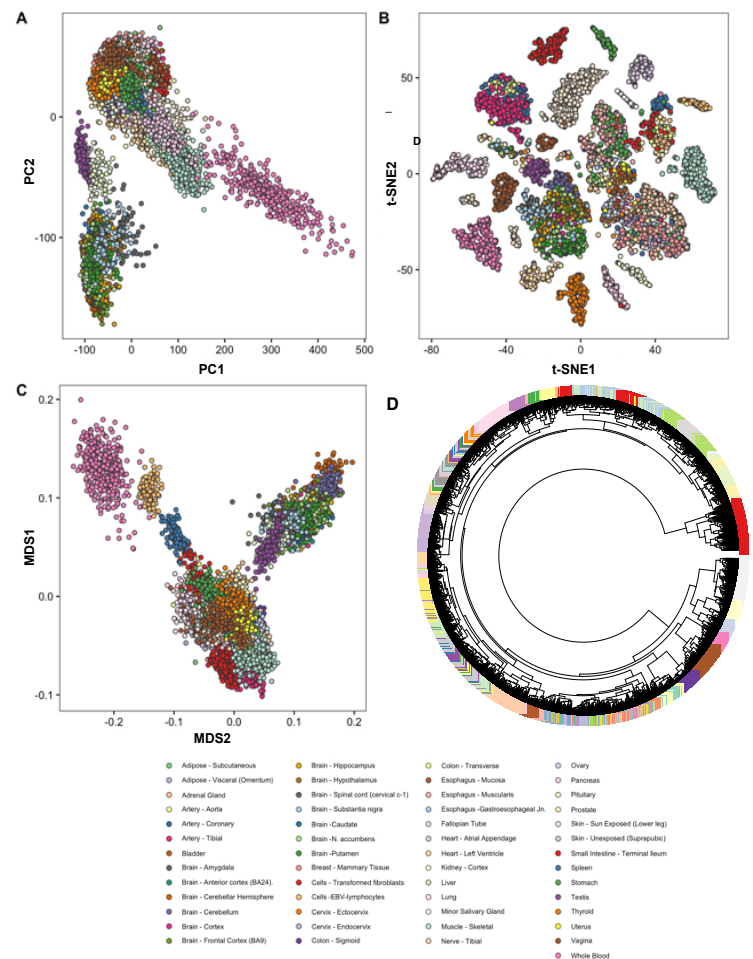 A
0
-100
PC2
-100
0
100
200
300
400
500
PC1
B
50
0
-50
t-SNE2
D
-80
-40
0
40
t-SNE1
C
0.2
0.1
0.0
-0.1
MDS1
-0.2
-0.1
0.0
0.1
0.2
MDS2
D
Adipose - Subcutaneous
Adipose - Visceral (Omentum)
Adrenal Gland
Artery - Aorta
Artery - Coronary
Artery - Tibial
Bladder
Brain - Amygdala
Brain - Anterior cortex (BA24).
Brain - Cerebellar Hemisphere
Brain - Cerebellum
Brain - Cortex
Brain - Frontal Cortex (BA9)
Brain - Hippocampus
Brain - Hypothalamus
Brain - Spinal cord (cervical c-1)
Brain - Substantia nigra
Brain -Caudate
Brain -N. accumbens
Brain -Putamen
Breast - Mammary Tissue
Cells - Transformed fibroblasts
Cells -EBV-lymphocytes
Cervix - Ectocervix
Cervix - Endocervix
Colon - Sigmoid
Colon - Transverse
Esophagus - Mucosa
Esophagus - Muscularis
Esophagus -Gastroesophageal Jn.
Fallopian Tube
Heart - Atrial Appendage
Heart - Left Ventricle
Kidney - Cortex
Liver
Lung
Minor Salivary Gland
Muscle - Skeletal
Nerve - Tibial
Ovary
Pancreas
Pituitary
Prostate
Skin - Sun Exposed (Lower leg)
Skin - Unexposed (Suprapubic)
Small Intestine - Terminal Ileum
Spleen
Stomach
Testis
Thyroid
Uterus
Vagina
Whole Blood